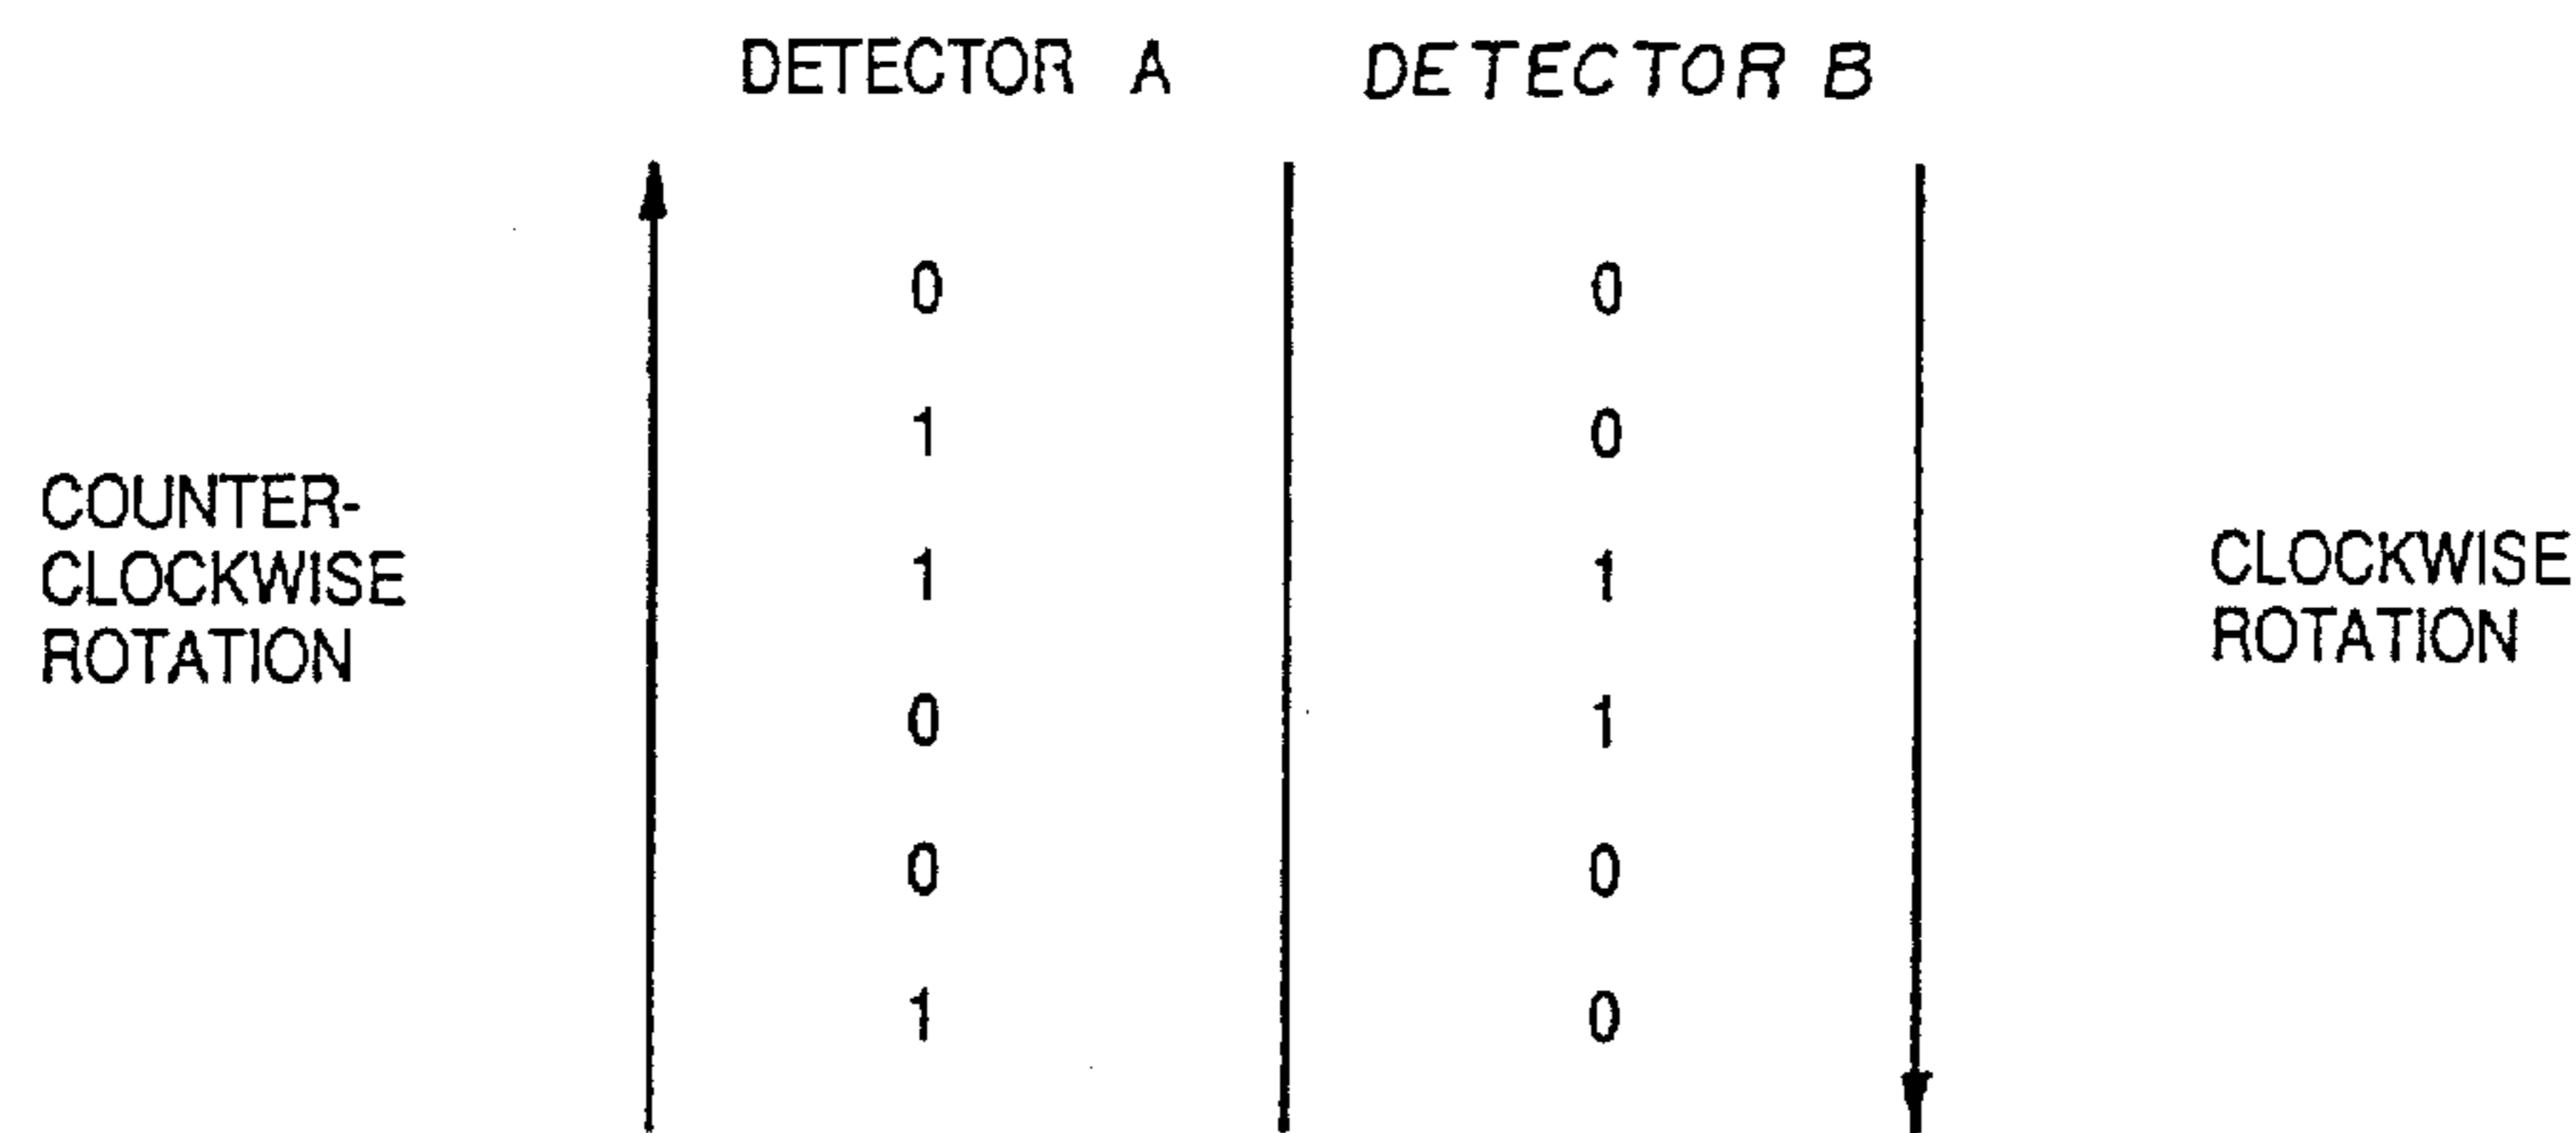 DETECTOR A DETECTOR B
0 0
1 0
COUNTER-
CLOCKWISE
ROTATION
1 1
CLOCKWISE
ROTATION
0 1
0 0
1 0